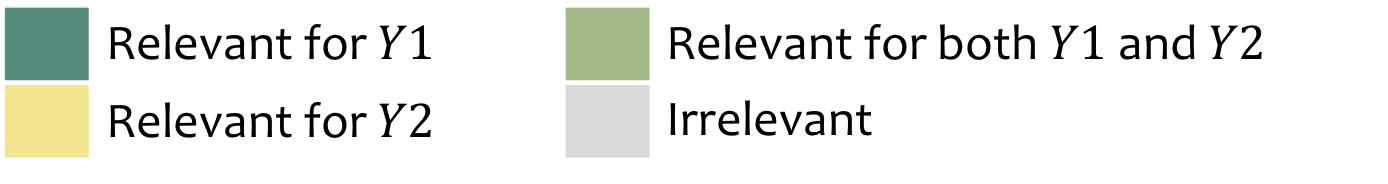 Relevant for Y1
Relevant for Y2
Relevant for both Y1 and Y2
Irrelevant